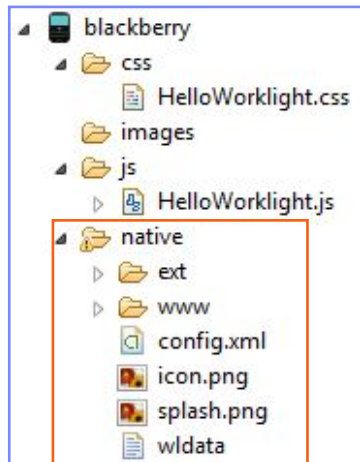 blackberry
css
HelloWorklight.css
images
js
HelloWorklight.js
native
ext
www
config.xml
icon.png
splash.png
wldata